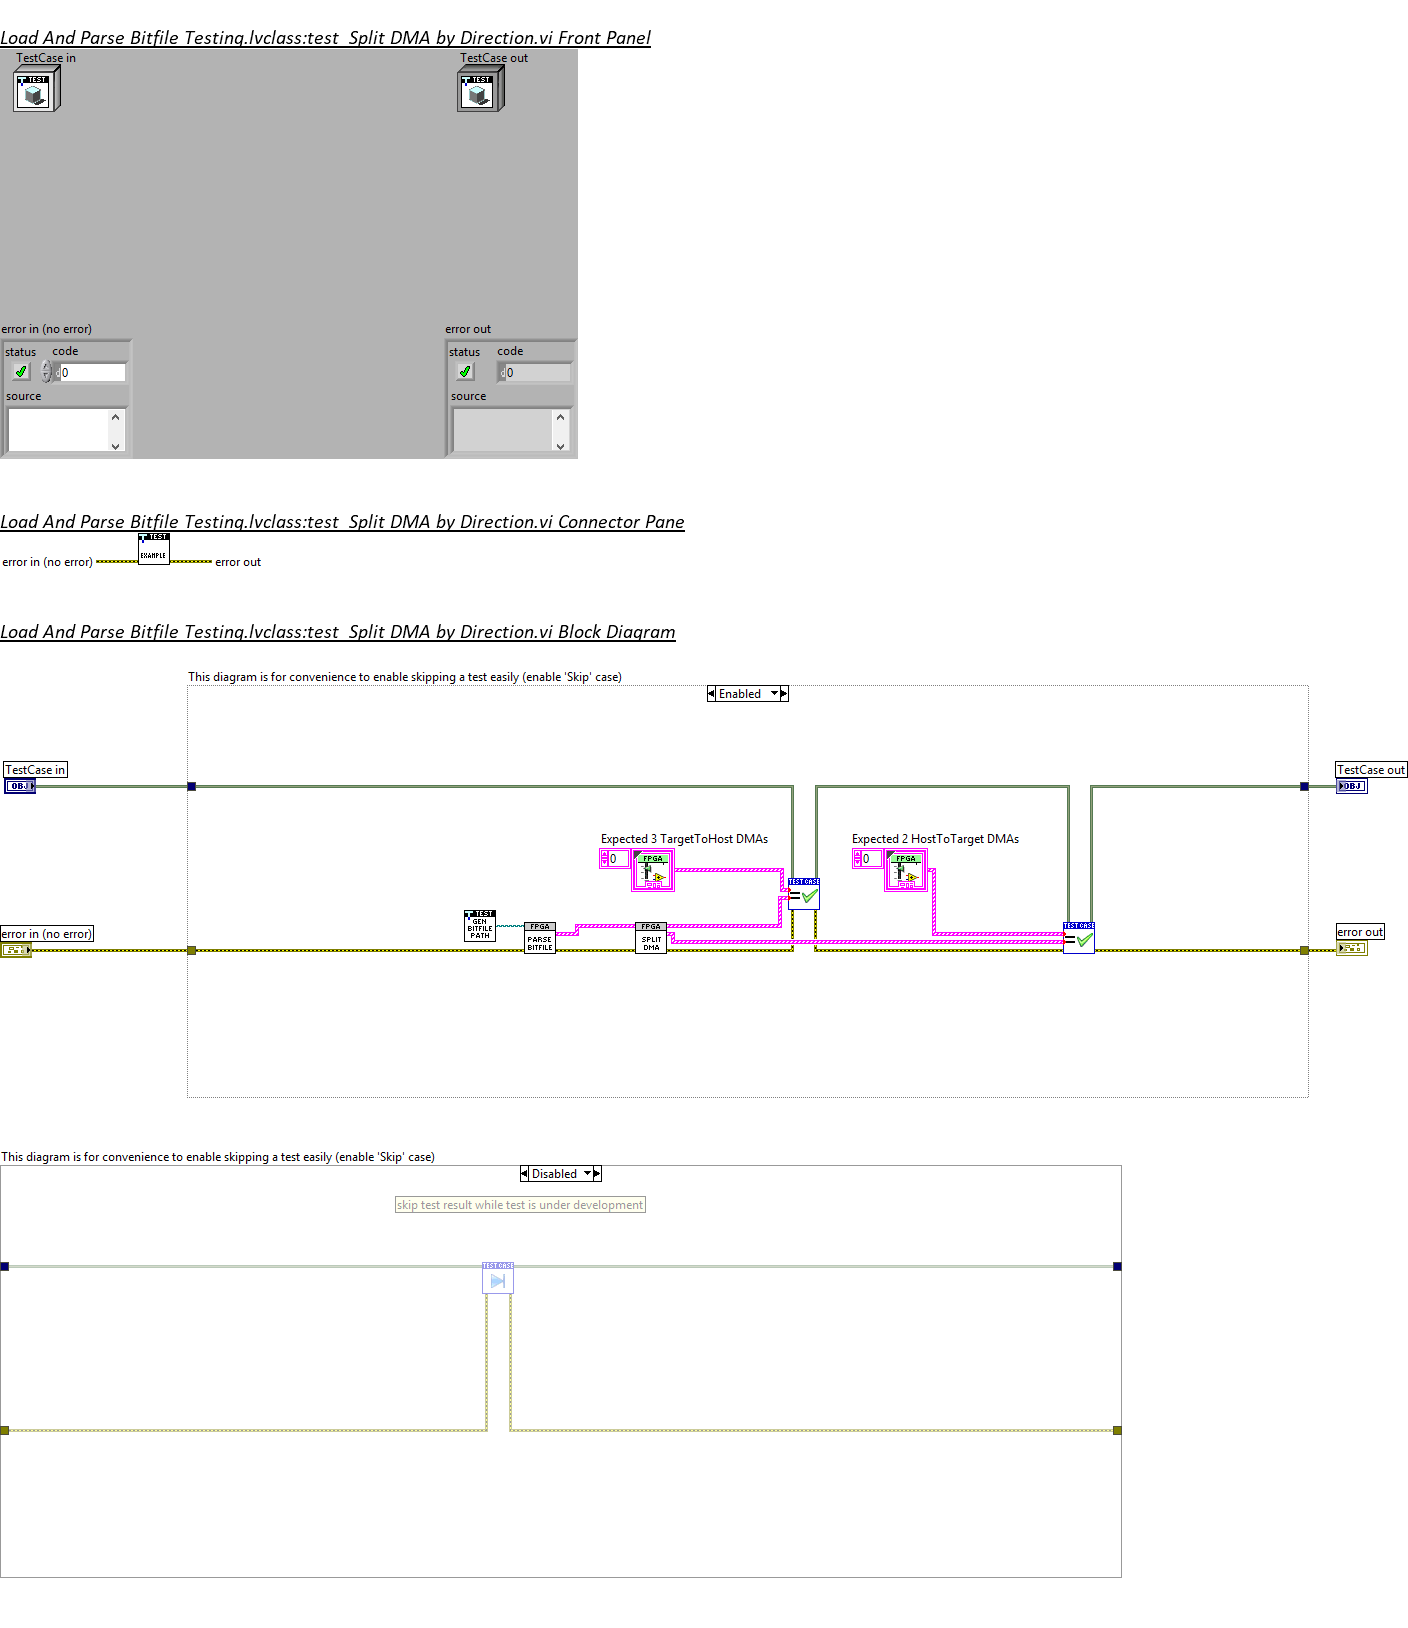 Load And Parse Bitfile Testing.lvclass:test  Split DMA by Direction.vi Front Panel
TestCase in
TestCase out
TEST
TEST
error in (no error)
error out
status
code
status
code
d
0
d
0
source
source
Load And Parse Bitfile Testing.lvclass:test  Split DMA by Direction.vi Connector Pane
TEST
EXAMPLE
error in (no error)
error out
Load And Parse Bitfile Testing.lvclass:test  Split DMA by Direction.vi Block Diagram
This diagram is for convenience to enable skipping a test easily (enable 'Skip' case)
Enabled
TestCase in
OBJ
TestCase out
OBJ
Expected 3 TargetToHost DMAs
Expected 2 HostToTarget DMAs
0
FPGA
0
FPGA
TEST CASE
=
TEST
GEN
BITFILE
PATH
FPGA
PARSE
BITFILE
FPGA
SPLIT
DMA
TEST CASE
=
error in (no error)
error out
This diagram is for convenience to enable skipping a test easily (enable 'Skip' case)
Disabled
skip test result while test is under development
TEST CASE